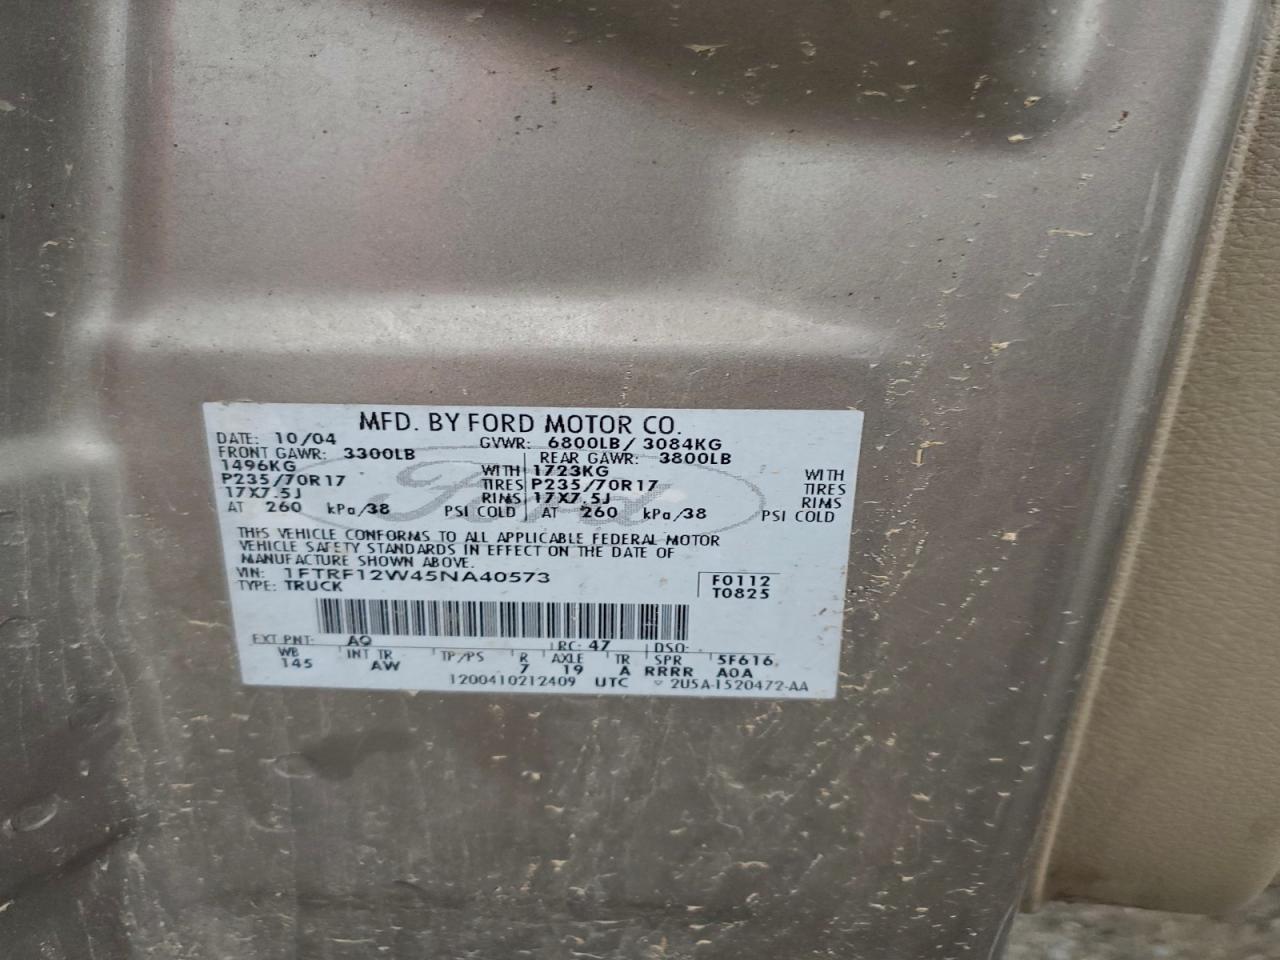 MFD. BY FORD MOTOR CO.
DATE: 10/04 GVWR: 6800LB/ 3084KG
FRONT GAWR: 3300LB REAR GAWR: 3800LB
1496KG WITH 1723KG WITH
P235/70R17 TIRES P235/70R17 TIRES
17X7.5J RIMS 17X7.5J RIMS
AT 260 kPa/38 PSI COLD AT 260 kPa/38 PSI COLD
Ford
THIS VEHICLE CONFORMS TO ALL APPLICABLE FEDERAL MOTOR
VEHICLE SAFETY STANDARDS IN EFFECT ON THE DATE OF
MANUFACTURE SHOWN ABOVE.
VIN: 1FTRF12W45NA40573 F0112
TYPE: TRUCK T0825
EXT PNT: AQ RC: 47 DSO:
WB INT TR TP/PS R AXLE TR SPR 5F616
145 AW 7 19 A RRRR A0A
1200410212409 UTC 2U5A-1520472-AA